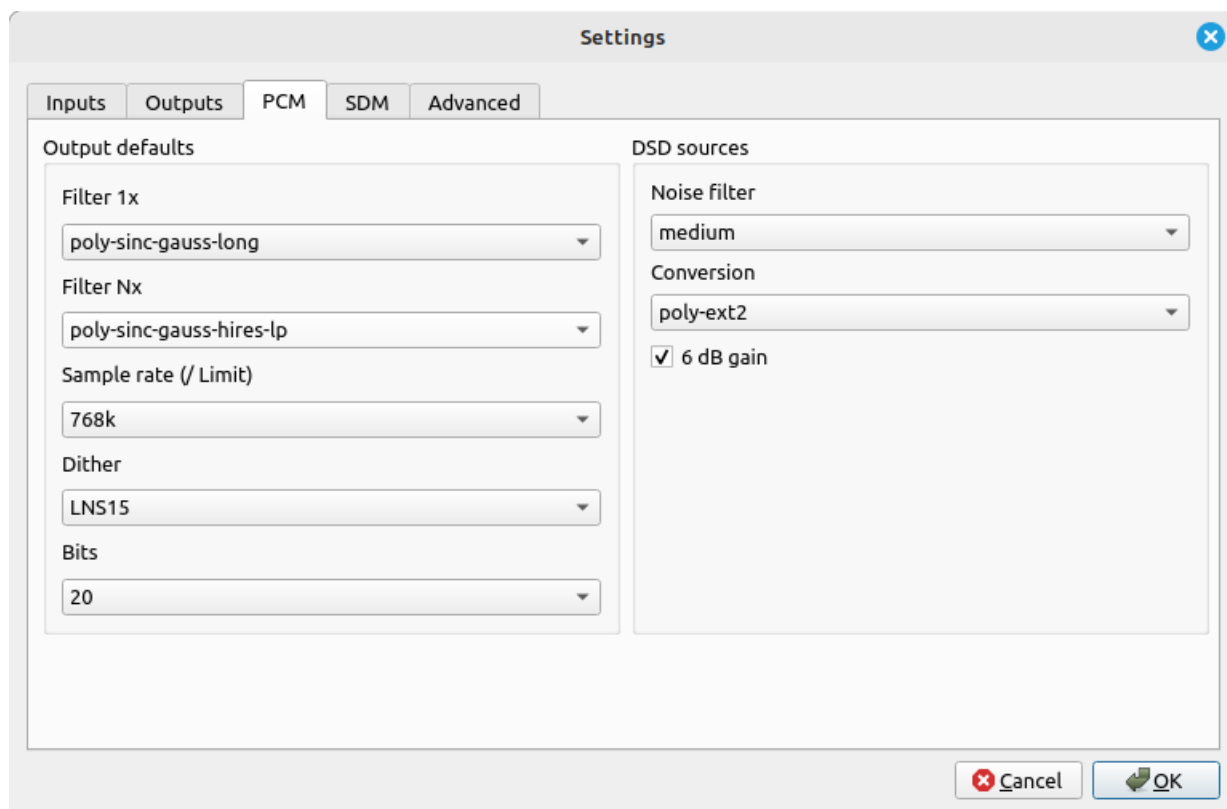 Settings
Inputs
Outputs
PCM
SDM
Advanced
Output defaults
Filter 1x
poly-sinc-gauss-long
Filter Nx
poly-sinc-gauss-hires-lp
Sample rate (/ Limit)
768k
Dither
LNS15
Bits
20
DSD sources
Noise filter
medium
Conversion
poly-ext2
6 dB gain
Cancel
OK